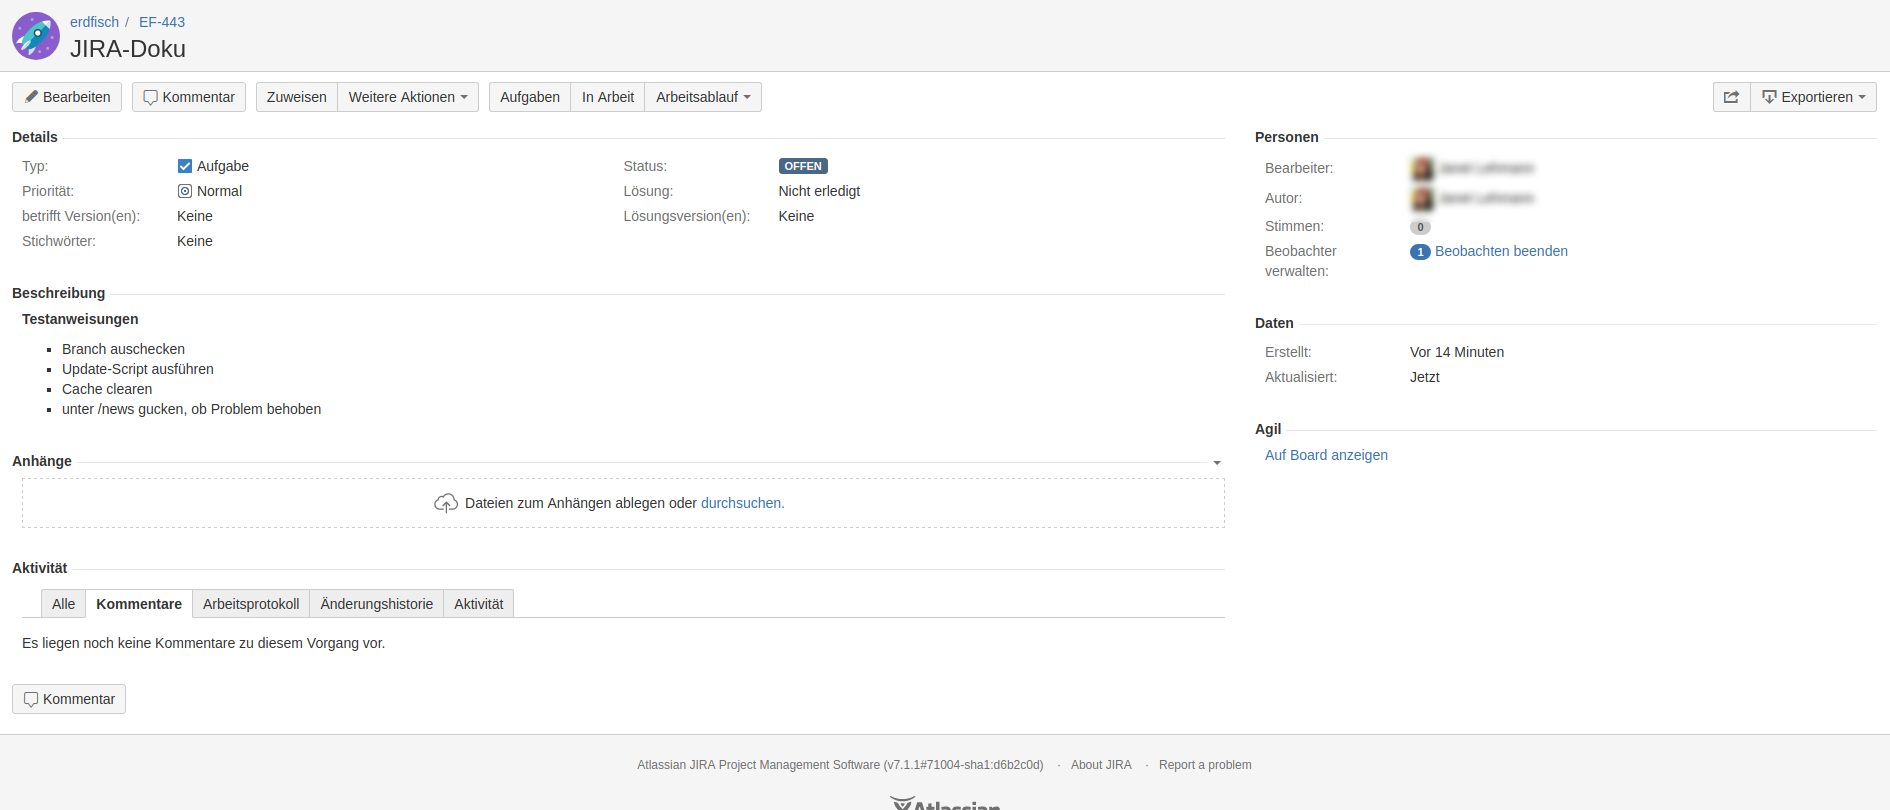 erdfisch / EF-443
JIRA-Doku
Bearbeiten Kommentar Zuweisen Weitere Aktionen Aufgaben In Arbeit Arbeitsablauf Exportieren
Details
Typ: Aufgabe Status: OFFEN
Priorität: Normal Lösung: Nicht erledigt
betrifft Version(en): Keine Lösungsversion(en): Keine
Stichwörter: Keine
Beschreibung
Testanweisungen
Branch auschecken
Update-Script ausführen
Cache clearen
unter /news gucken, ob Problem behoben
Anhänge
Dateien zum Anhängen ablegen oder durchsuchen.
Aktivität
Alle Kommentare Arbeitsprotokoll Änderungshistorie Aktivität
Es liegen noch keine Kommentare zu diesem Vorgang vor.
Kommentar
Personen
Bearbeiter:
Autor:
Stimmen: 0
Beobachter verwalten: 1 Beobachten beenden
Daten
Erstellt: Vor 14 Minuten
Aktualisiert: Jetzt
Agil
Auf Board anzeigen
Atlassian JIRA Project Management Software (v7.1.1#71004-sha1:d6b2c0d) · About JIRA · Report a problem
Atlassian